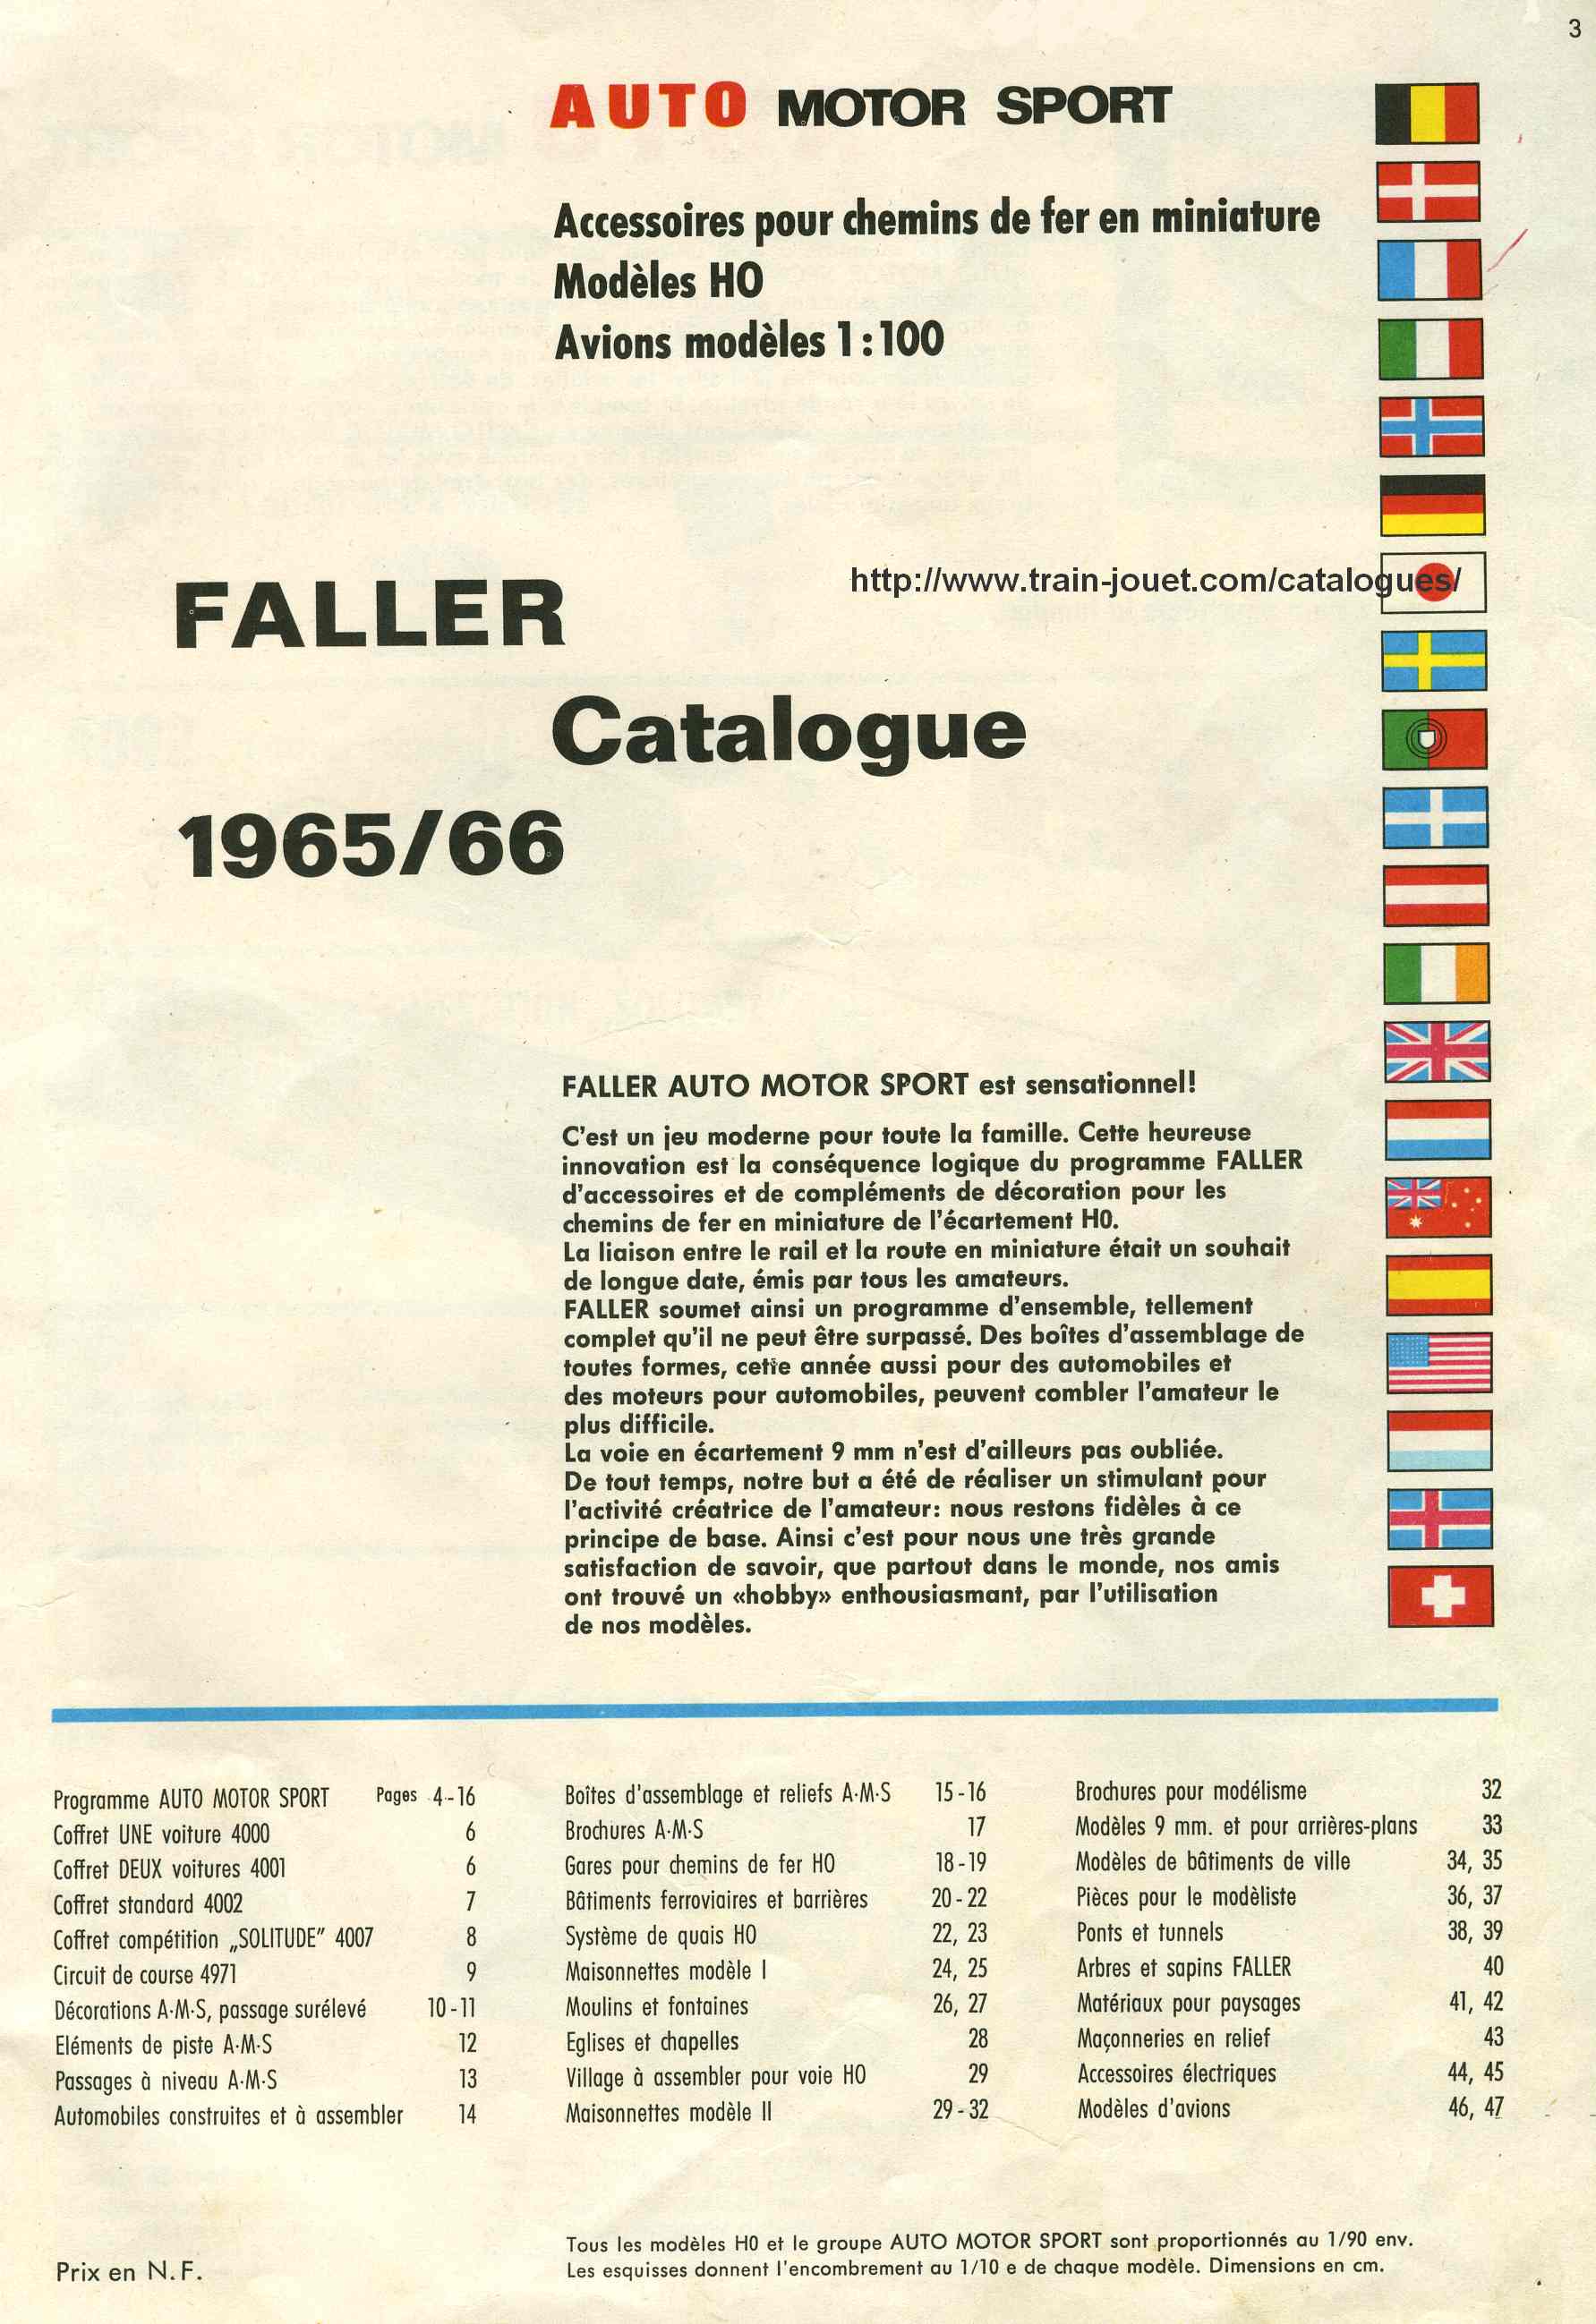 3
AUTO MOTOR SPORT
Accessoires pour chemins de fer en miniature
Modèles HO
Avions modèles 1:100
http://www.train-jouet.com/catalogues/
FALLER
Catalogue
1965/66
FALLER AUTO MOTOR SPORT est sensationnel!
C'est un jeu moderne pour toute la famille. Cette heureuse
innovation est la conséquence logique du programme FALLER
d'accessoires et de compléments de décoration pour les
chemins de fer en miniature de l'écartement H0.
La liaison entre le rail et la route en miniature était un souhait
de longue date, émis par tous les amateurs.
FALLER soumet ainsi un programme d'ensemble, tellement
complet qu'il ne peut être surpassé. Des boîtes d'assemblage de
toutes formes, cette année aussi pour des automobiles et
des moteurs pour automobiles, peuvent combler l'amateur le
plus difficile.
La voie en écartement 9 mm n'est d'ailleurs pas oubliée.
De tout temps, notre but a été de réaliser un stimulant pour
l'activité créatrice de l'amateur: nous restons fidèles à ce
principe de base. Ainsi c'est pour nous une très grande
satisfaction de savoir, que partout dans le monde, nos amis
ont trouvé un «hobby» enthousiasmant, par l'utilisation
de nos modèles.
Programme AUTO MOTOR SPORT Pages 4-16
Coffret UNE voiture 4000 6
Coffret DEUX voitures 4001 6
Coffret standard 4002 7
Coffret compétition „SOLITUDE” 4007 8
Circuit de course 4971 9
Décorations A·M·S, passage surélevé 10-11
Eléments de piste A·M·S 12
Passages à niveau A·M·S 13
Automobiles construites et à assembler 14
Boîtes d'assemblage et reliefs A·M·S 15-16
Brochures A·M·S 17
Gares pour chemins de fer HO 18-19
Bâtiments ferroviaires et barrières 20-22
Système de quais HO 22, 23
Maisonnettes modèle I 24, 25
Moulins et fontaines 26, 27
Eglises et chapelles 28
Village à assembler pour voie HO 29
Maisonnettes modèle II 29-32
Brochures pour modélisme 32
Modèles 9 mm. et pour arrières-plans 33
Modèles de bâtiments de ville 34, 35
Pièces pour le modèliste 36, 37
Ponts et tunnels 38, 39
Arbres et sapins FALLER 40
Matériaux pour paysages 41, 42
Maçonneries en relief 43
Accessoires électriques 44, 45
Modèles d'avions 46, 47
Prix en N.F.
Tous les modèles H0 et le groupe AUTO MOTOR SPORT sont proportionnés au 1/90 env.
Les esquisses donnent l'encombrement au 1/10 e de chaque modèle. Dimensions en cm.